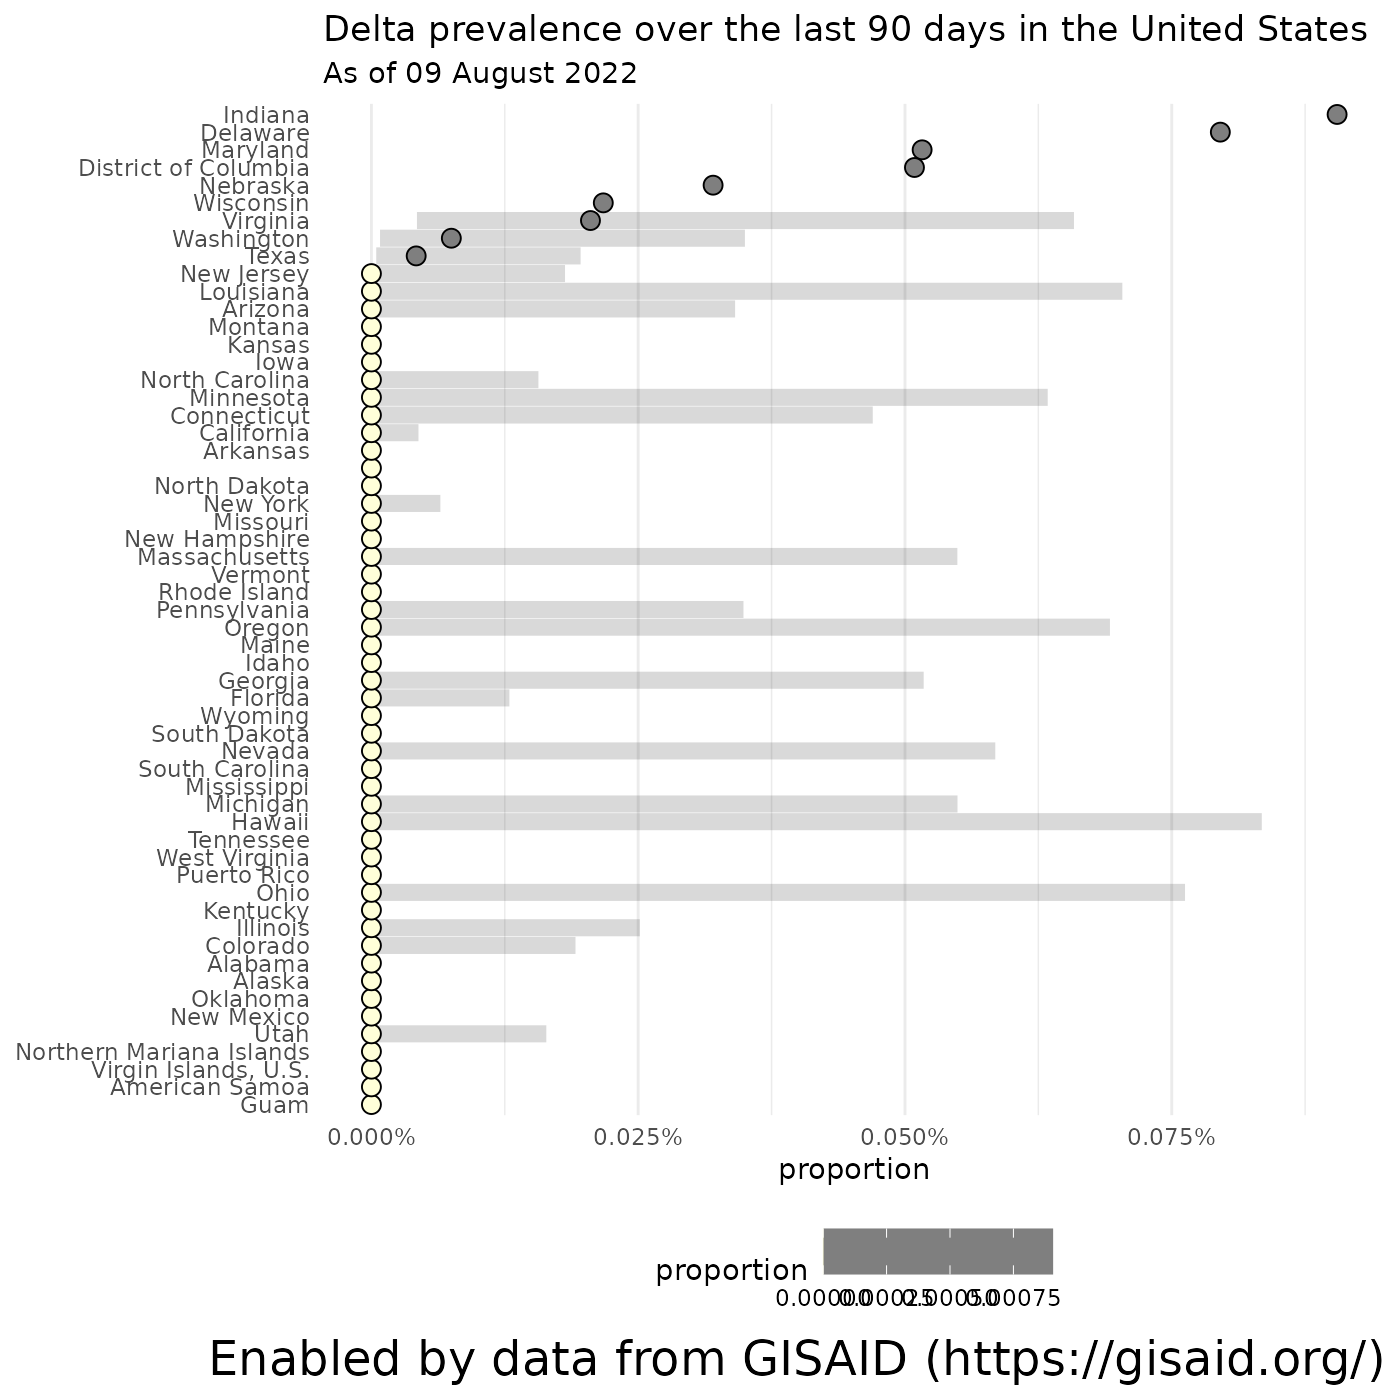 Delta prevalence over the last 90 days in the United States
As of 09 August 2022
Indiana
Delaware
Maryland
District of Columbia
Nebraska
Wisconsin
Virginia
Washington
Texas
New Jersey
Louisiana
Arizona
Montana
Kansas
Iowa
North Carolina
Minnesota
Connecticut
California
Arkansas
North Dakota
New York
Missouri
New Hampshire
Massachusetts
Vermont
Rhode Island
Pennsylvania
Oregon
Maine
Idaho
Georgia
Florida
Wyoming
South Dakota
Nevada
South Carolina
Mississippi
Michigan
Hawaii
Tennessee
West Virginia
Puerto Rico
Ohio
Kentucky
Illinois
Colorado
Alabama
Alaska
Oklahoma
New Mexico
Utah
Northern Mariana Islands
Virgin Islands, U.S.
American Samoa
Guam
0.000% 0.025% 0.050% 0.075%
proportion
proportion
0.00000 0.00025 0.00050 0.00075
Enabled by data from GISAID (https://gisaid.org/)